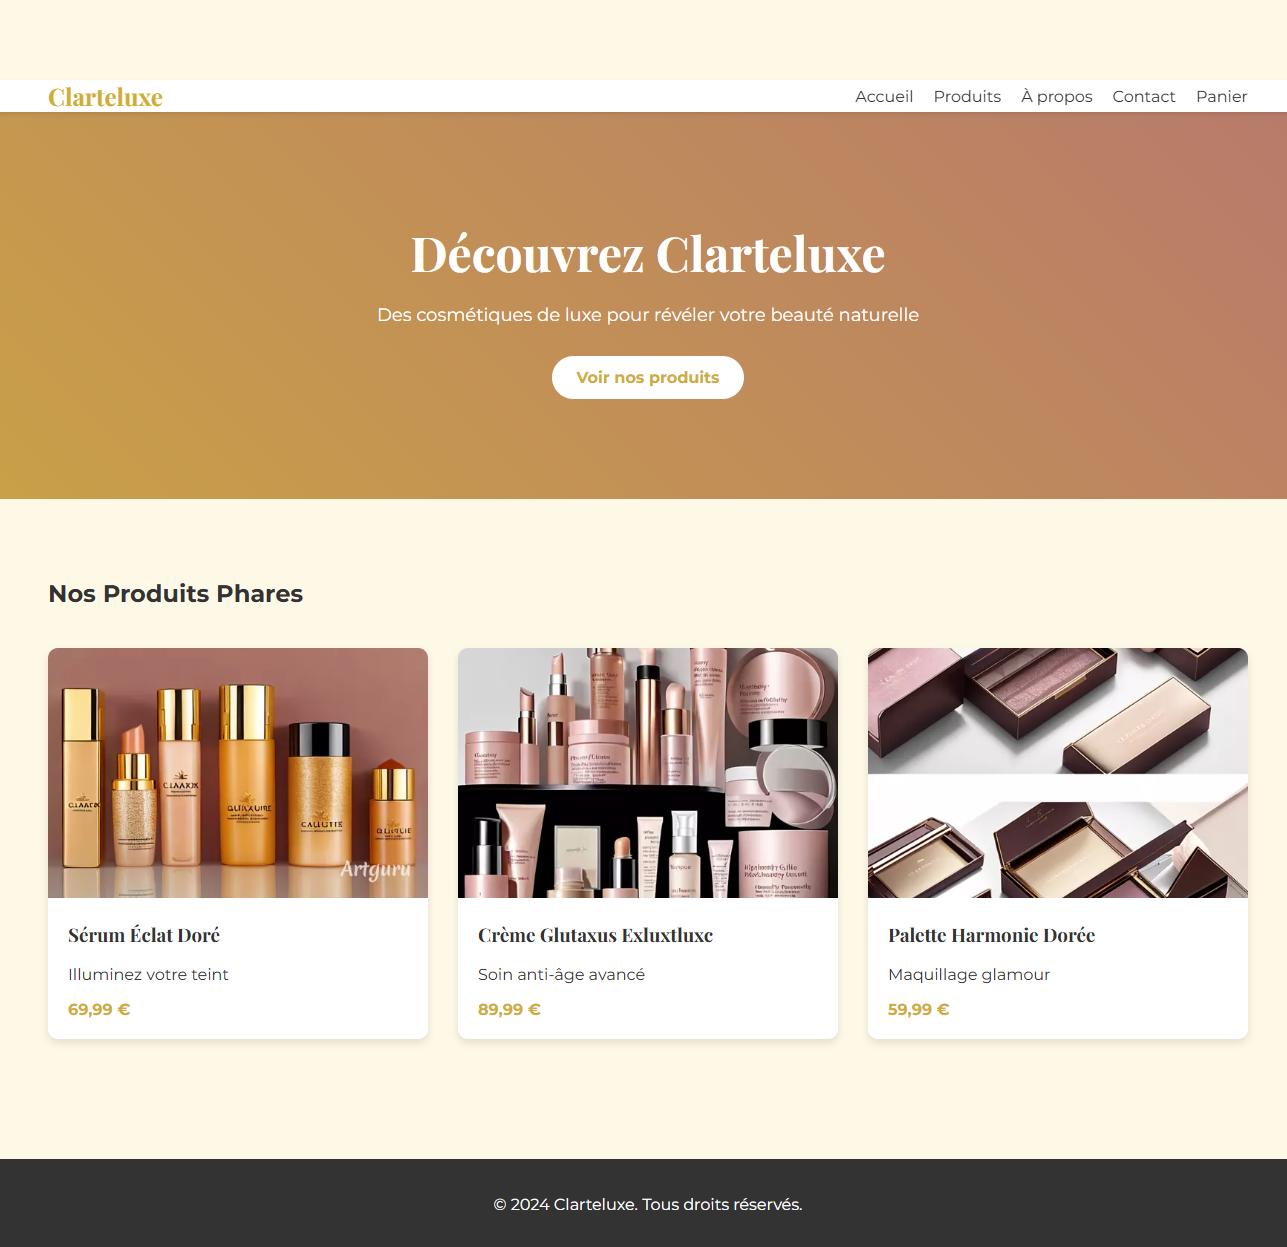 Clarteluxe
Accueil Produits À propos Contact Panier
Découvrez Clarteluxe
Des cosmétiques de luxe pour révéler votre beauté naturelle
Voir nos produits
Nos Produits Phares
Artguru
Sérum Éclat Doré
Illuminez votre teint
69,99 €
Crème Glutaxus Exluxtluxc
Soin anti-âge avancé
89,99 €
Palette Harmonie Dorée
Maquillage glamour
59,99 €
© 2024 Clarteluxe. Tous droits réservés.